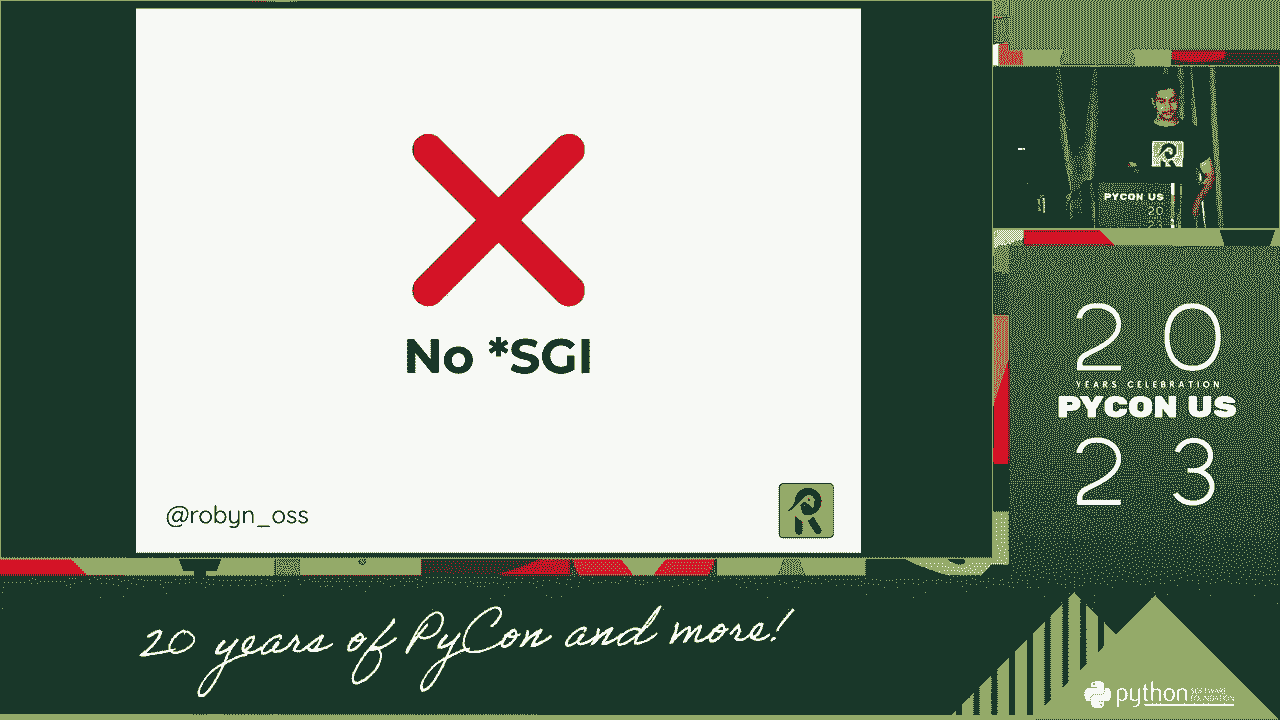 No *SGI
@robyn_oss
PYCON US
20
23
20
YEARS CELEBRATION
PYCON US
23
20 years of PyCon and more!
python SOFTWARE
FOUNDATION